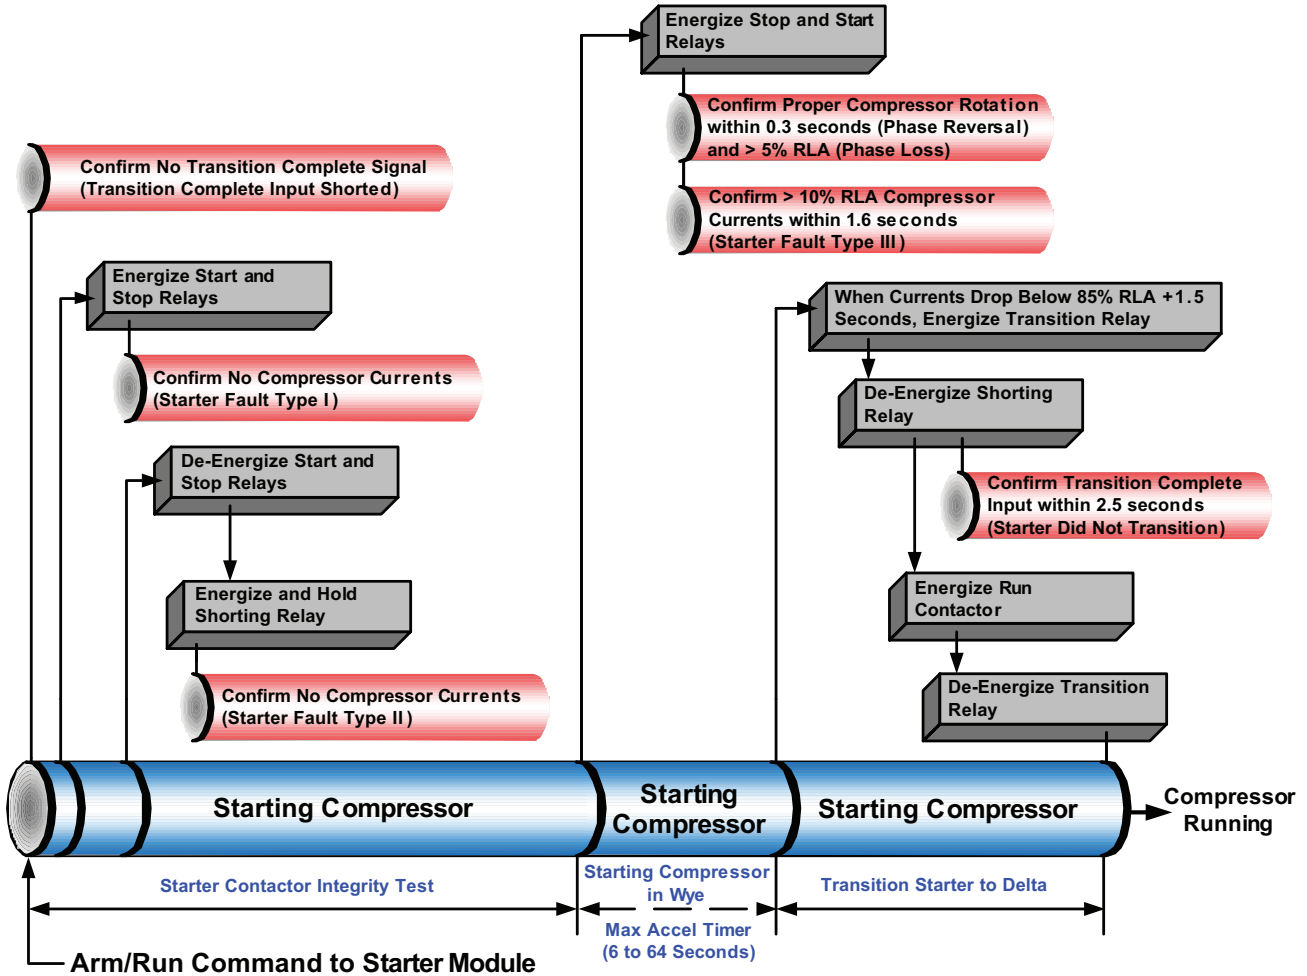 Energize Stop and Start
Relays
Confirm Proper Compressor Rotation
within 0.3 seconds (Phase Reversal)
and > 5% RLA (Phase Loss)
Confirm No Transition Complete Signal
(Transition Complete Input Shorted)
Confirm > 10% RLA Compressor
Currents within 1.6 seconds
(Starter Fault Type III)
Energize Start and
Stop Relays
When Currents Drop Below 85% RLA +1.5
Seconds, Energize Transition Relay
Confirm No Compressor Currents
(Starter Fault Type I)
De-Energize Shorting
Relay
De-Energize Start and
Stop Relays
Confirm Transition Complete
Input within 2.5 seconds
(Starter Did Not Transition)
Energize and Hold
Shorting Relay
Energize Run
Contactor
Confirm No Compressor Currents
(Starter Fault Type II)
De-Energize Transition
Relay
Starting Compressor
Starting
Compressor
Starting Compressor
Compressor
Running
Starter Contactor Integrity Test
Starting Compressor
in Wye
Max Accel Timer
(6 to 64 Seconds)
Transition Starter to Delta
Arm/Run Command to Starter Module